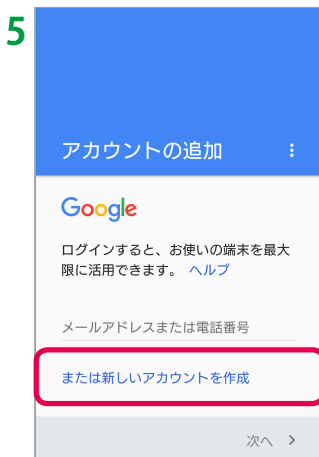 5
アカウントの追加
Google
ログインすると、お使いの端末を最大
限に活用できます。 ヘルプ
メールアドレスまたは電話番号
または新しいアカウントを作成
次へ >